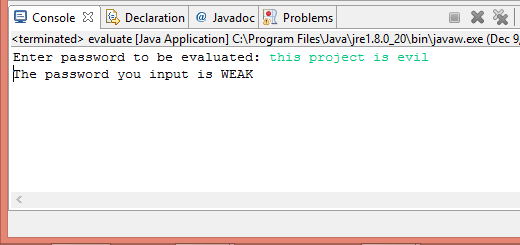 Console Declaration @ Javadoc Problems
<terminated> evaluate [Java Application] C:\Program Files\Java\jre1.8.0_20\bin\javaw.exe (Dec 9,
Enter password to be evaluated: this project is evil
The password you input is WEAK